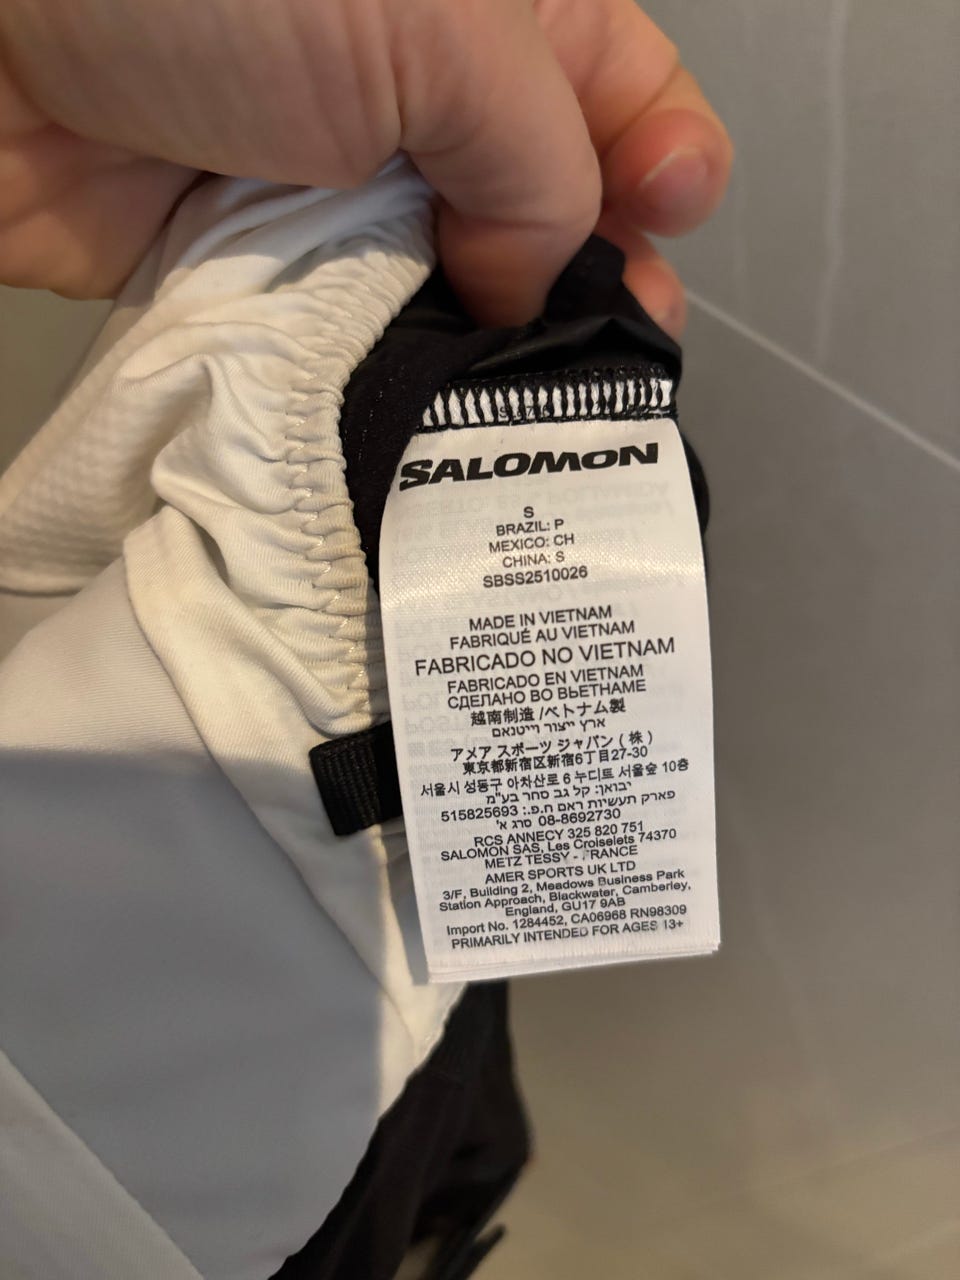 SALOMON
S
BRAZIL: P
MEXICO: CH
CHINA: S
SBSS2510026
MADE IN VIETNAM
FABRIQUÉ AU VIETNAM
FABRICADO NO VIETNAM
FABRICADO EN VIETNAM
СДЕЛАНО ВО ВЬЕТНАМЕ
越南制造 /ベトナム製
ארץ ייצור וייטנאם
アメア スポーツ ジャパン ( 株 )
東京都新宿区新宿6丁目27-30
서울시 성동구 아차산로 6 누디트 서울숲 10층
יבואן: קל גב סחר בע"מ
פארק תעשיות ראם ח.פ.: 515825693
08-8692730 סרג א'
RCS ANNECY 325 820 751
SALOMON SAS, Les Croiselets 74370
METZ TESSY - FRANCE
AMER SPORTS UK LTD
3/F, Building 2, Meadows Business Park
Station Approach, Blackwater, Camberley,
England, GU17 9AB
Import No. 1284452, CA06968 RN98309
PRIMARILY INTENDED FOR AGES 13+